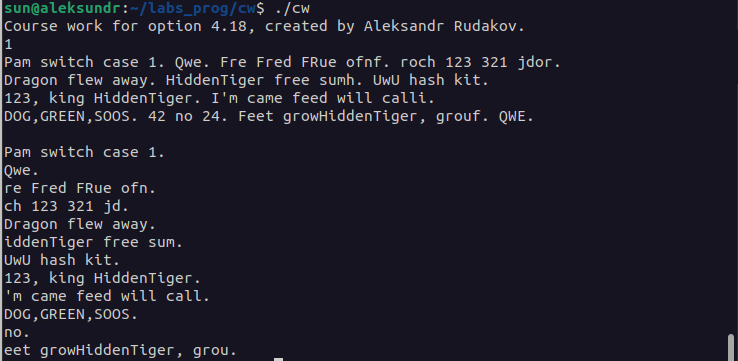 sun@aleksundr:~/labs_prog/cw$ ./cw
Course work for option 4.18, created by Aleksandr Rudakov.
1
Pam switch case 1. Qwe. Fre Fred FRue ofnf. roch 123 321 jdor.
Dragon flew away. HiddenTiger free sumh. UwU hash kit.
123, king HiddenTiger. I'm came feed will calli.
DOG,GREEN,SOOS. 42 no 24. Feet growHiddenTiger, grouf. QWE.
Pam switch case 1.
Qwe.
re Fred FRue ofn.
ch 123 321 jd.
Dragon flew away.
iddenTiger free sum.
UwU hash kit.
123, king HiddenTiger.
'm came feed will call.
DOG,GREEN,SOOS.
no.
eet growHiddenTiger, grou.